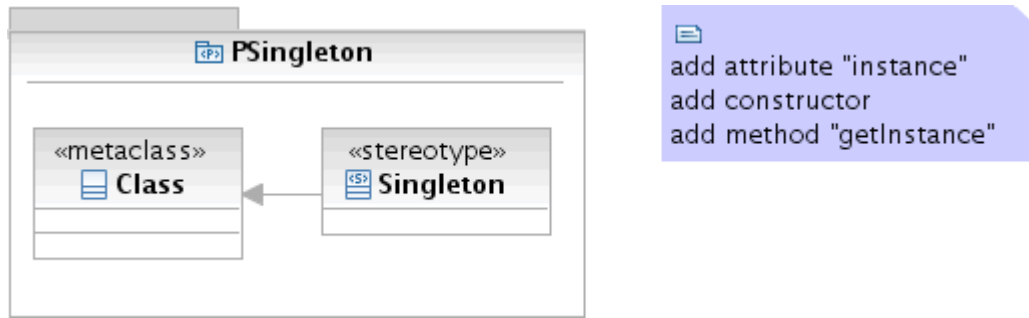 PSingleton
«metaclass»
Class
«stereotype»
Singleton
add attribute "instance"
add constructor
add method "getInstance"